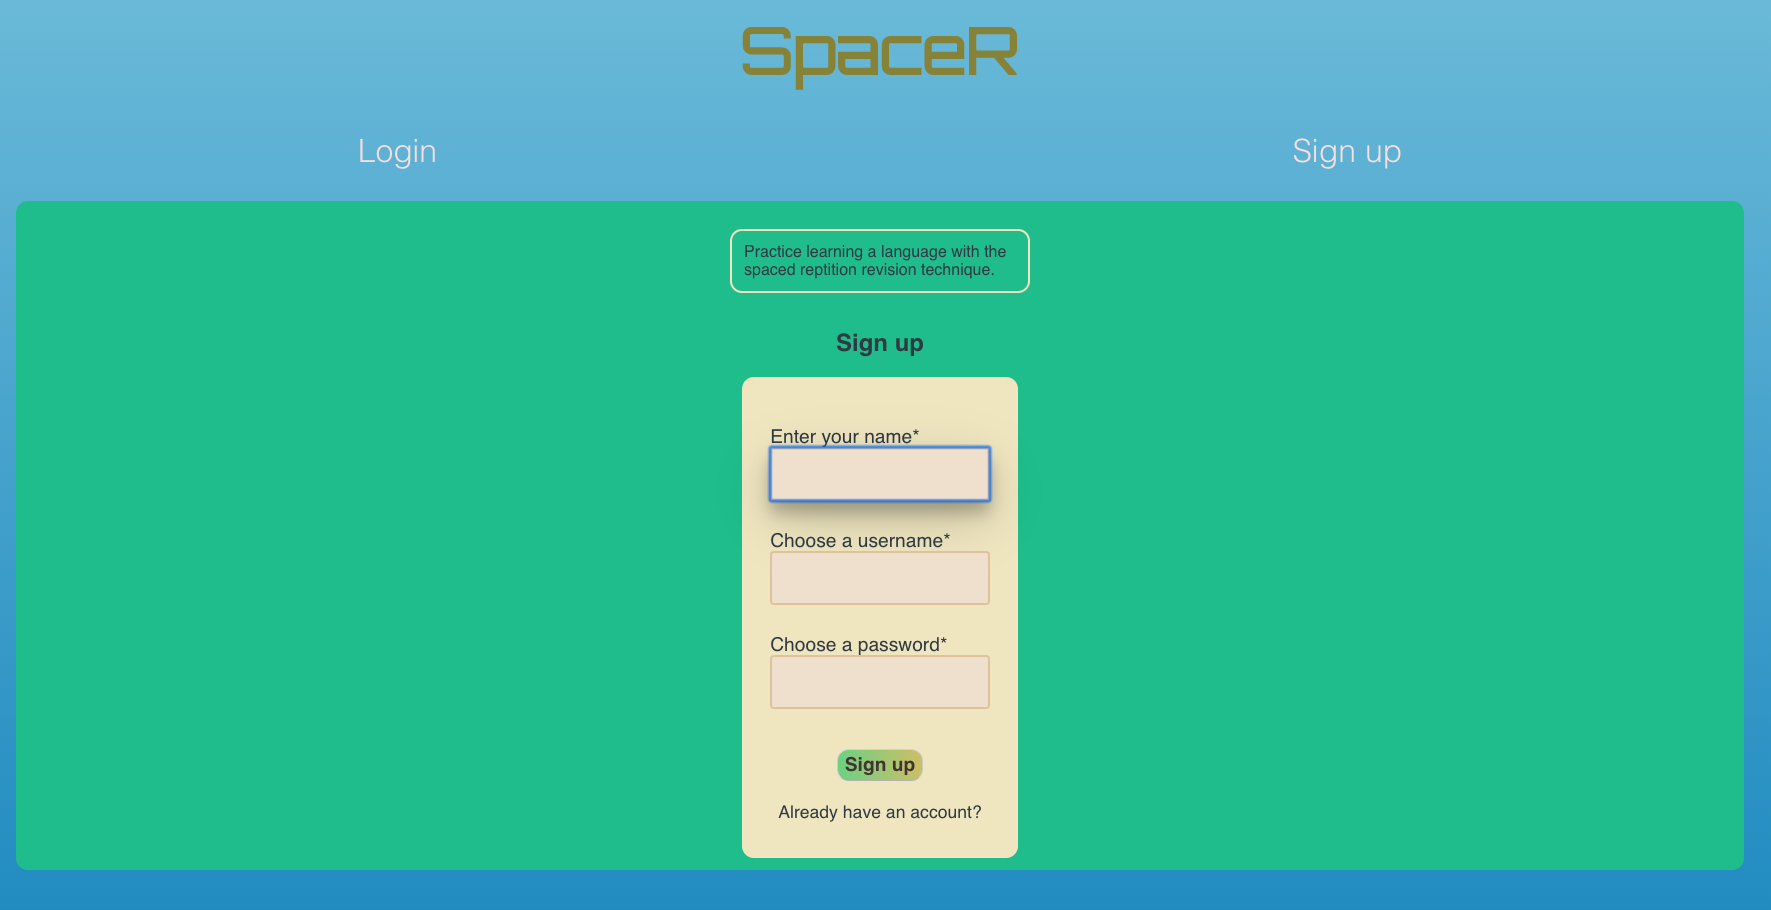 SpaceR
Login
Sign up
Practice learning a language with the
spaced reptition revision technique.
Sign up
Enter your name*
Choose a username*
Choose a password*
Sign up
Already have an account?